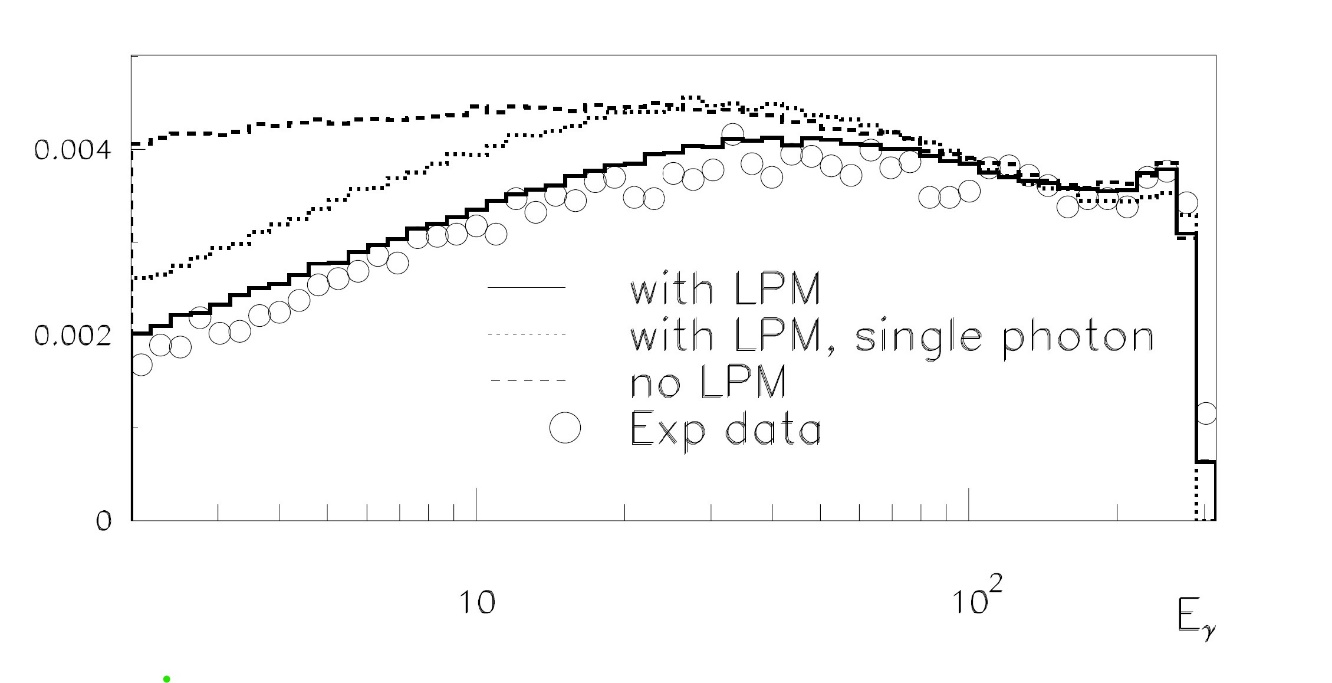 0.004
0.002
0
with LPM
with LPM, single photon
no LPM
Exp data
10
10²
Eγ